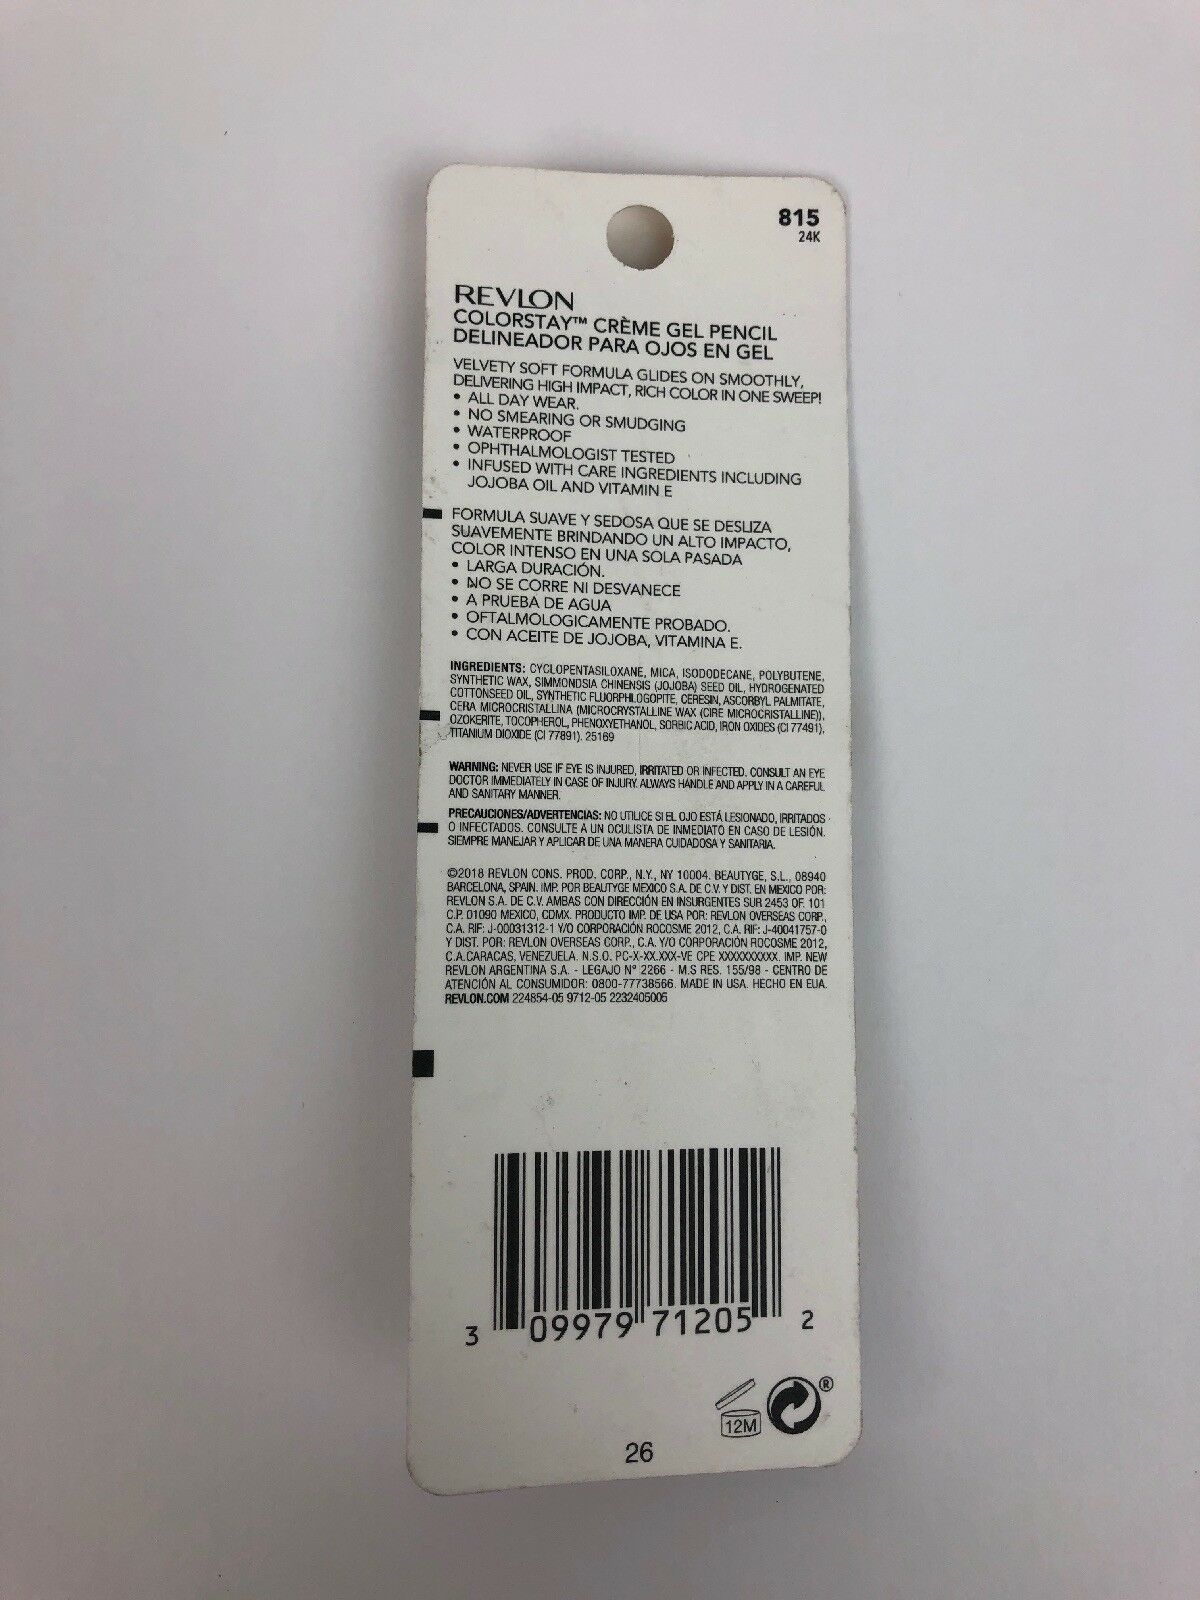 815
24K
REVLON
COLORSTAY™ CRÈME GEL PENCIL
DELINEADOR PARA OJOS EN GEL
VELVETY SOFT FORMULA GLIDES ON SMOOTHLY,
DELIVERING HIGH IMPACT, RICH COLOR IN ONE SWEEP!
• ALL DAY WEAR.
• NO SMEARING OR SMUDGING
• WATERPROOF
• OPHTHALMOLOGIST TESTED
• INFUSED WITH CARE INGREDIENTS INCLUDING
JOJOBA OIL AND VITAMIN E
FORMULA SUAVE Y SEDOSA QUE SE DESLIZA
SUAVEMENTE BRINDANDO UN ALTO IMPACTO,
COLOR INTENSO EN UNA SOLA PASADA
• LARGA DURACIÓN.
• NO SE CORRE NI DESVANECE
• A PRUEBA DE AGUA
• OFTALMOLOGICAMENTE PROBADO.
• CON ACEITE DE JOJOBA, VITAMINA E.
INGREDIENTS: CYCLOPENTASILOXANE, MICA, ISODODECANE, POLYBUTENE,
SYNTHETIC WAX, SIMMONDSIA CHINENSIS (JOJOBA) SEED OIL, HYDROGENATED
COTTONSEED OIL, SYNTHETIC FLUORPHLOGOPITE, CERESIN, ASCORBYL PALMITATE,
CERA MICROCRISTALLINA (MICROCRYSTALLINE WAX (CIRE MICROCRISTALLINE)),
OZOKERITE, TOCOPHEROL, PHENOXYETHANOL, SORBIC ACID, IRON OXIDES (CI 77491),
TITANIUM DIOXIDE (CI 77891). 25169
WARNING: NEVER USE IF EYE IS INJURED, IRRITATED OR INFECTED. CONSULT AN EYE
DOCTOR IMMEDIATELY IN CASE OF INJURY. ALWAYS HANDLE AND APPLY IN A CAREFUL
AND SANITARY MANNER.
PRECAUCIONES/ADVERTENCIAS: NO UTILICE SI EL OJO ESTÁ LESIONADO, IRRITADOS
O INFECTADOS. CONSULTE A UN OCULISTA DE INMEDIATO EN CASO DE LESIÓN.
SIEMPRE MANEJAR Y APLICAR DE UNA MANERA CUIDADOSA Y SANITARIA.
©2018 REVLON CONS. PROD. CORP., N.Y., NY 10004. BEAUTYGE, S.L., 08940
BARCELONA, SPAIN. IMP. POR BEAUTYGE MEXICO S.A. DE C.V. Y DIST. EN MEXICO POR:
REVLON S.A. DE C.V. AMBAS CON DIRECCIÓN EN INSURGENTES SUR 2453 OF. 101
C.P. 01090 MEXICO, CDMX. PRODUCTO IMP. DE USA POR: REVLON OVERSEAS CORP.,
C.A. RIF: J-00031312-1 Y/O CORPORACIÓN ROCOSME 2012, C.A. RIF: J-40041757-0
Y DIST. POR: REVLON OVERSEAS CORP., C.A. Y/O CORPORACIÓN ROCOSME 2012,
C.A.CARACAS, VENEZUELA. N.S.O. PC-X-XX.XXX-VE CPE XXXXXXXXXX. IMP. NEW
REVLON ARGENTINA S.A. - LEGAJO N° 2266 - M.S RES. 155/98 - CENTRO DE
ATENCIÓN AL CONSUMIDOR: 0800-77738566. MADE IN USA. HECHO EN EUA.
REVLON.COM 224854-05 9712-05 2232405005
3 09979 71205 2
12M ®
26